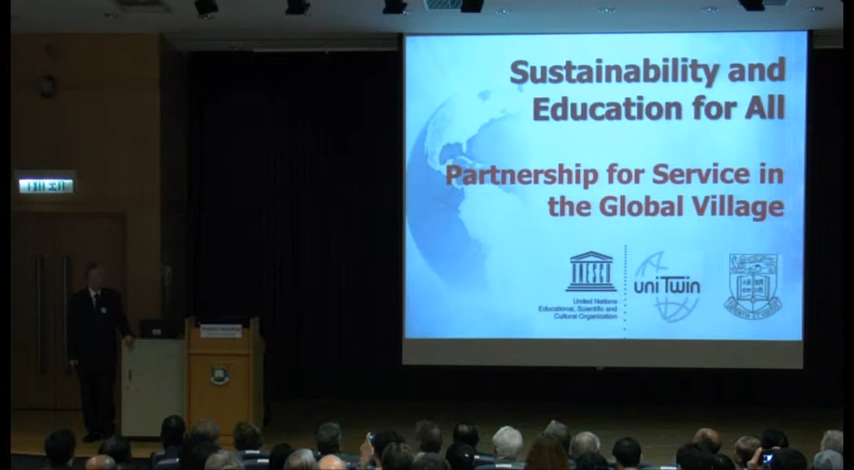 Sustainability and
Education for All
Partnership for Service in
the Global Village
UNESCO
United Nations
Educational, Scientific and
Cultural Organization
uniTwin